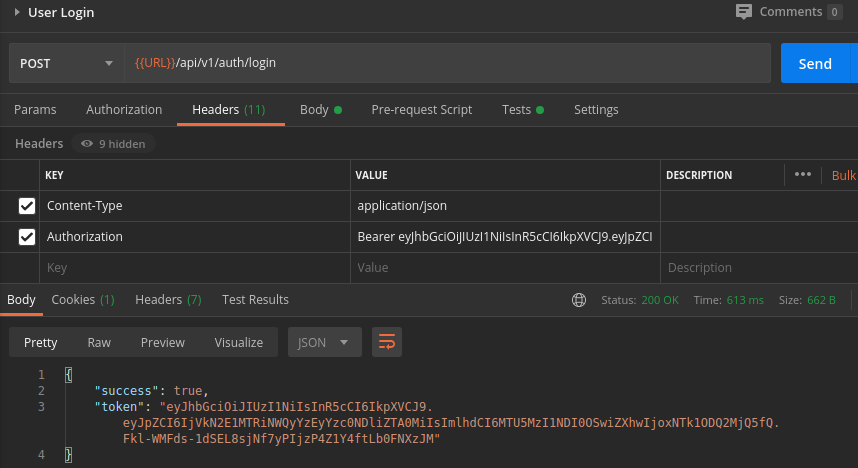 User Login
Comments 0
POST {{URL}}/api/v1/auth/login Send
Params Authorization Headers (11) Body Pre-request Script Tests Settings
Headers 9 hidden
KEY VALUE DESCRIPTION ••• Bulk
Content-Type application/json
Authorization Bearer eyJhbGciOiJIUzI1NiIsInR5cCI6IkpXVCJ9.eyJpZCI
Key Value Description
Body Cookies (1) Headers (7) Test Results Status: 200 OK Time: 613 ms Size: 662 B
Pretty Raw Preview Visualize JSON
1 {
2 "success": true,
3 "token": "eyJhbGciOiJIUzI1NiIsInR5cCI6IkpXVCJ9.
eyJpZCI6IjVkN2E1MTRiNWQyYzEyYzc0NDliZTA0MiIsImlhdCI6MTU5MzI1NDI0OSwiZXhwIjoxNTk1ODQ2MjQ5fQ.
Fkl-WMFds-1dSEL8sjNf7yPIjzP4Z1Y4ftLb0FNXzJM"
4 }